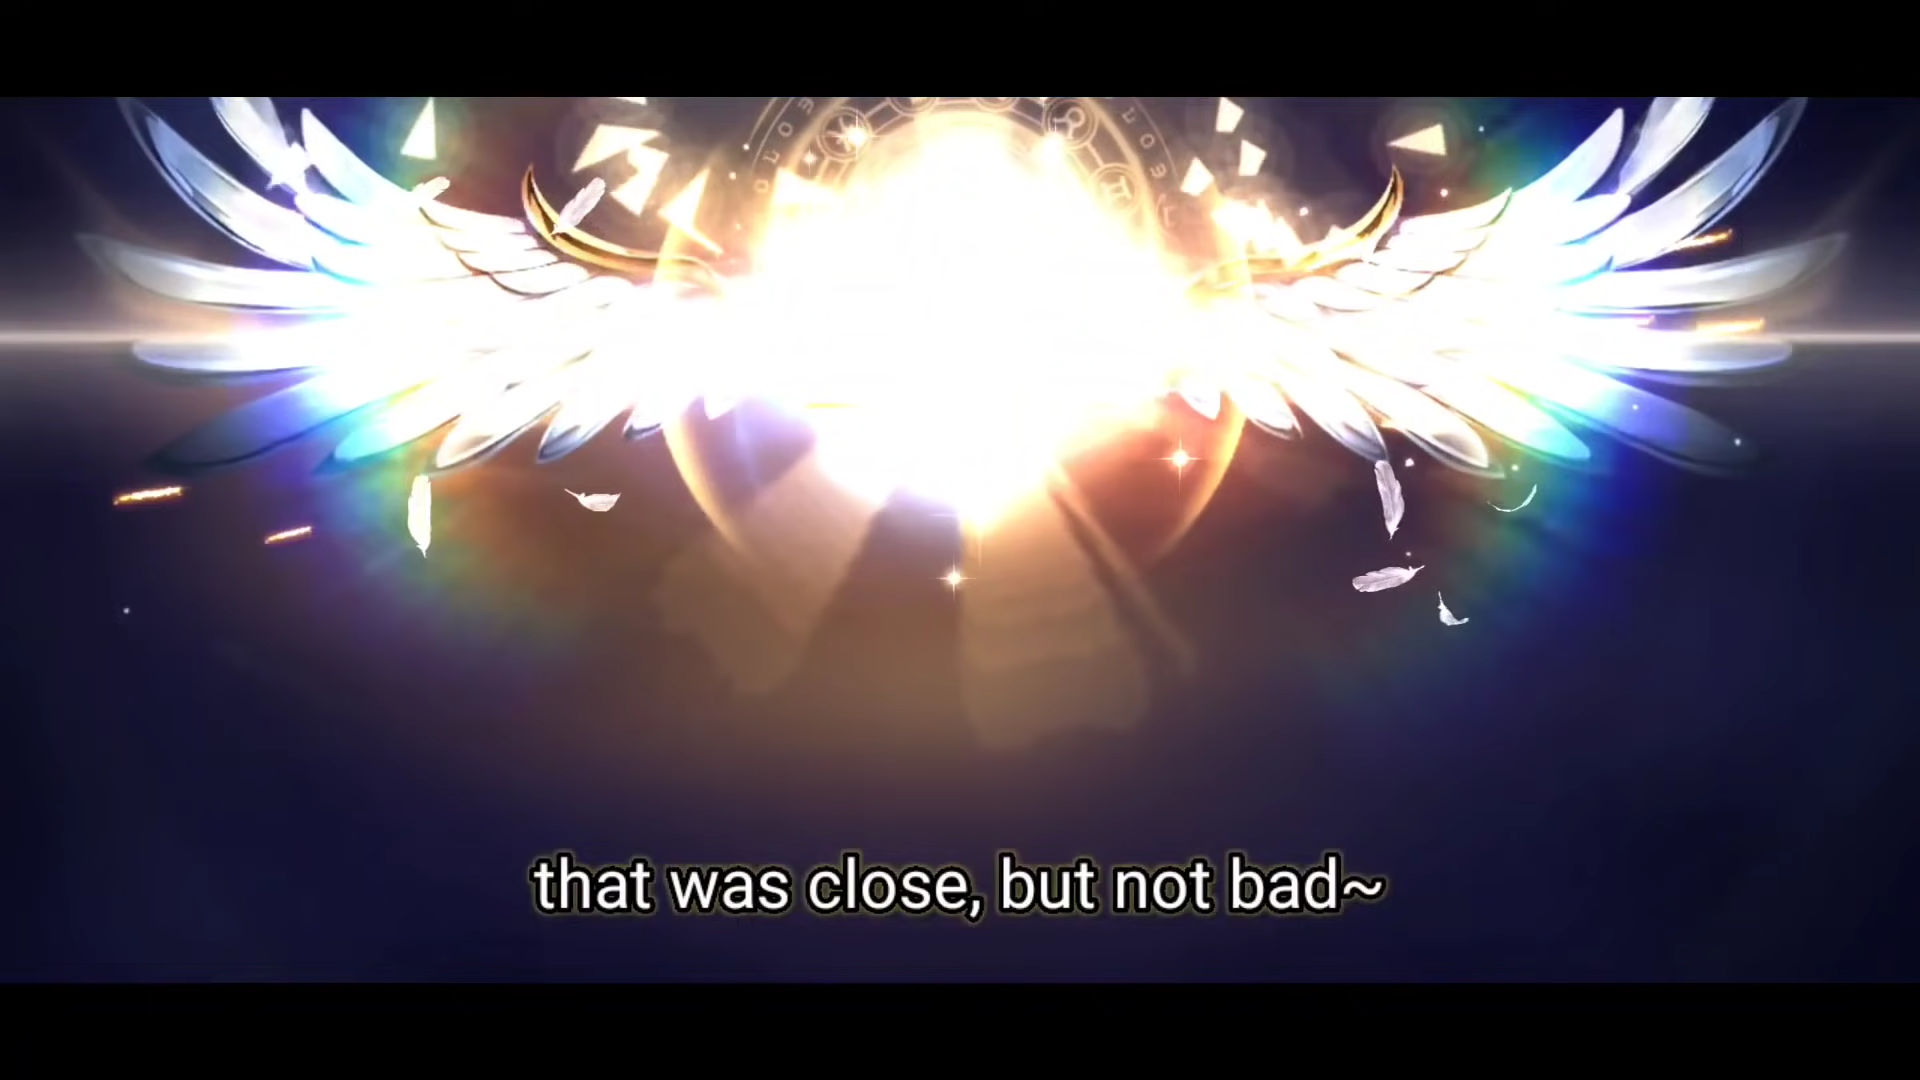 that was close, but not bad~